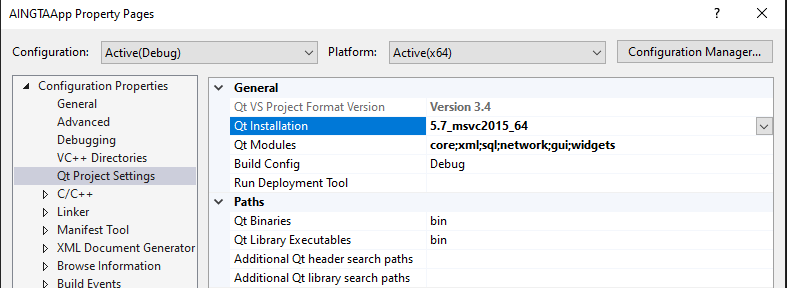 AINGTAApp Property Pages ? ×
Configuration: Active(Debug) Platform: Active(x64) Configuration Manager...
Configuration Properties
General
Advanced
Debugging
VC++ Directories
Qt Project Settings
C/C++
Linker
Manifest Tool
XML Document Generator
Browse Information
Build Events
General
Qt VS Project Format Version Version 3.4
Qt Installation 5.7_msvc2015_64
Qt Modules core;xml;sql;network;gui;widgets
Build Config Debug
Run Deployment Tool
Paths
Qt Binaries bin
Qt Library Executables bin
Additional Qt header search paths
Additional Qt library search paths